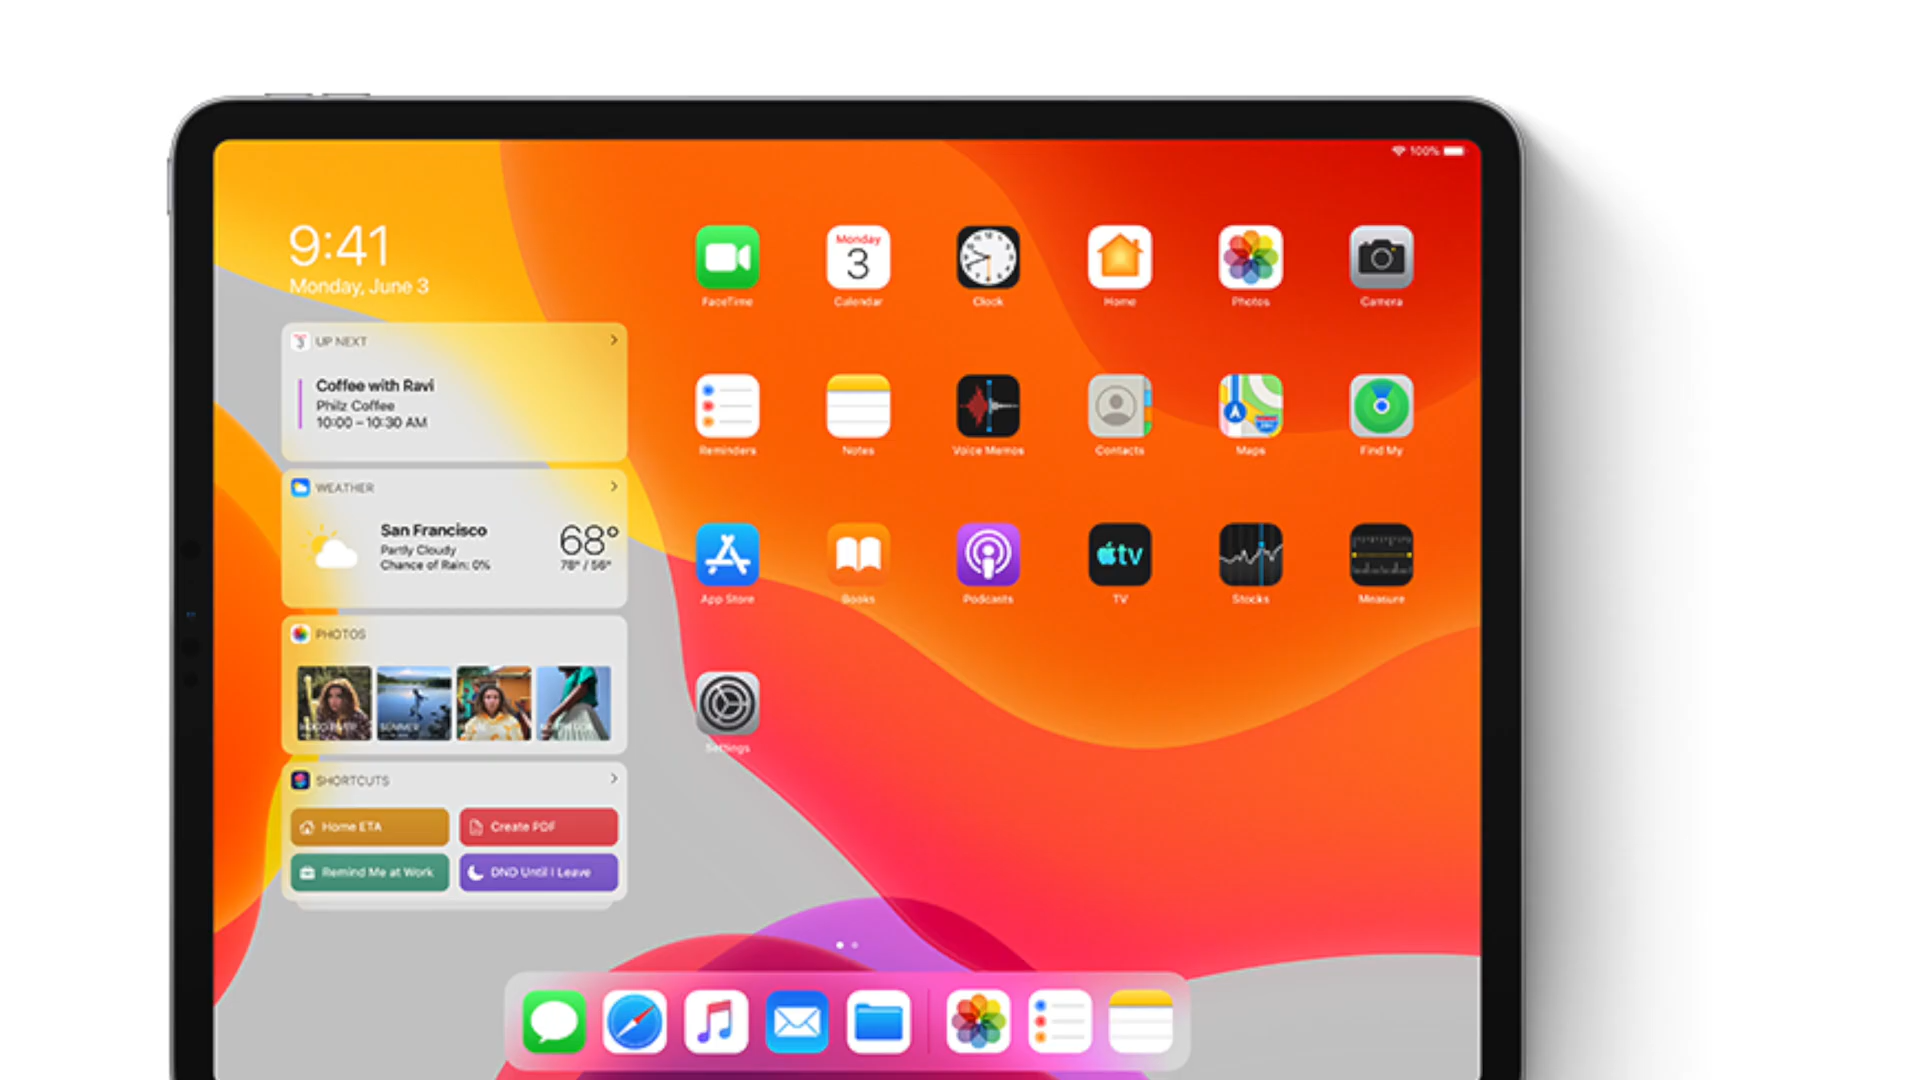 100%
9:41
Monday, June 3
3 UP NEXT
Coffee with Ravi
Philz Coffee
10:00 – 10:30 AM
WEATHER
San Francisco
Partly Cloudy
Chance of Rain: 0%
68°
78° / 56°
PHOTOS
SUMMER
SHORTCUTS
Home ETA
Create PDF
Remind Me at Work
DND Until I Leave
Monday
3
FaceTime
Calendar
Clock
Home
Photos
Camera
Reminders
Notes
Voice Memos
Contacts
Maps
Find My
tv
App Store
Books
Podcasts
TV
Stocks
Measure
Settings